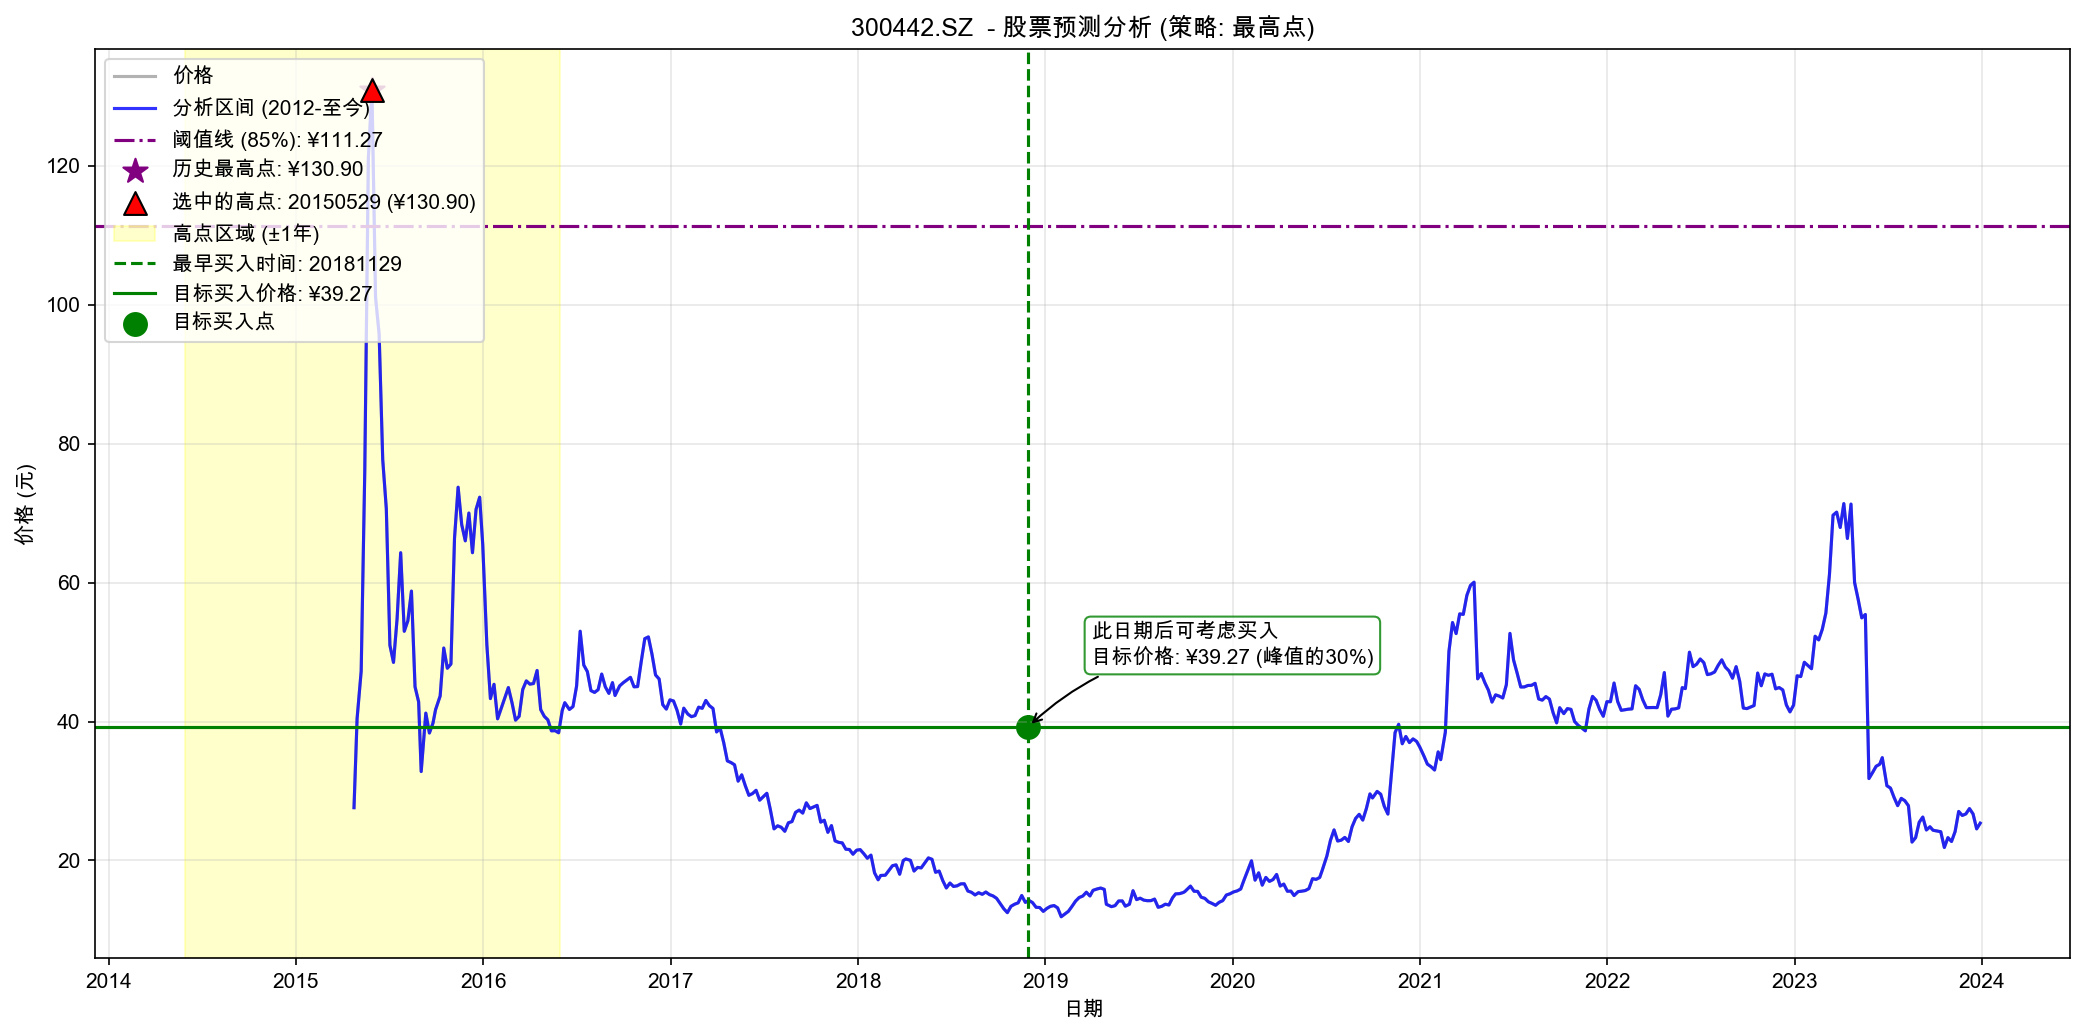 300442.SZ - 股票预测分析 (策略: 最高点)
价格
分析区间 (2012-至今)
阈值线 (85%): ¥111.27
历史最高点: ¥130.90
选中的高点: 20150529 (¥130.90)
高点区域 (±1年)
最早买入时间: 20181129
目标买入价格: ¥39.27
目标买入点
此日期后可考虑买入
目标价格: ¥39.27 (峰值的30%)
价格 (元)
120
100
80
60
40
20
2014 2015 2016 2017 2018 2019 2020 2021 2022 2023 2024
日期